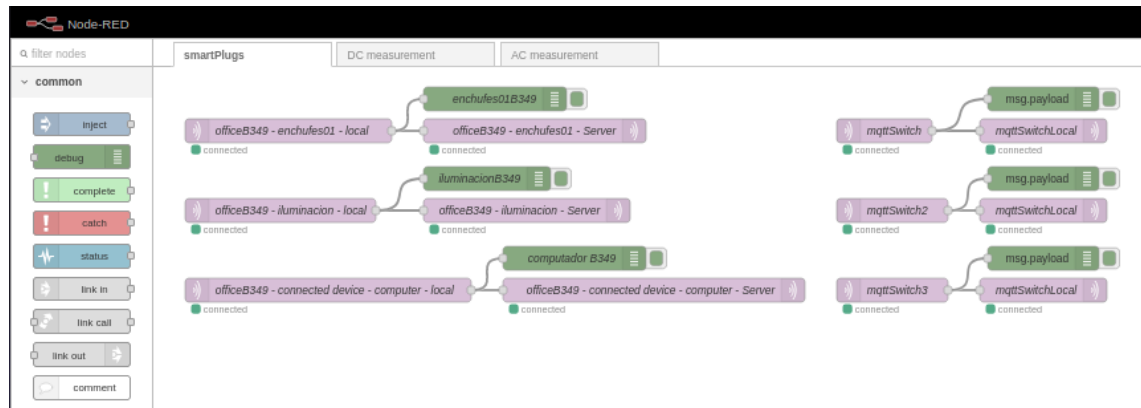 Node-RED
filter nodes
common
inject
debug
complete
catch
status
link in
link call
link out
comment
smartPlugs
DC measurement
AC measurement
enchufes01B349
officeB349 - enchufes01 - local
connected
officeB349 - enchufes01 - Server
connected
iluminacionB349
officeB349 - iluminacion - local
connected
officeB349 - iluminacion - Server
connected
computador B349
officeB349 - connected device - computer - local
connected
officeB349 - connected device - computer - Server
connected
msg.payload
mqttSwitch
connected
mqttSwitchLocal
connected
msg.payload
mqttSwitch2
connected
mqttSwitchLocal
connected
msg.payload
mqttSwitch3
connected
mqttSwitchLocal
connected